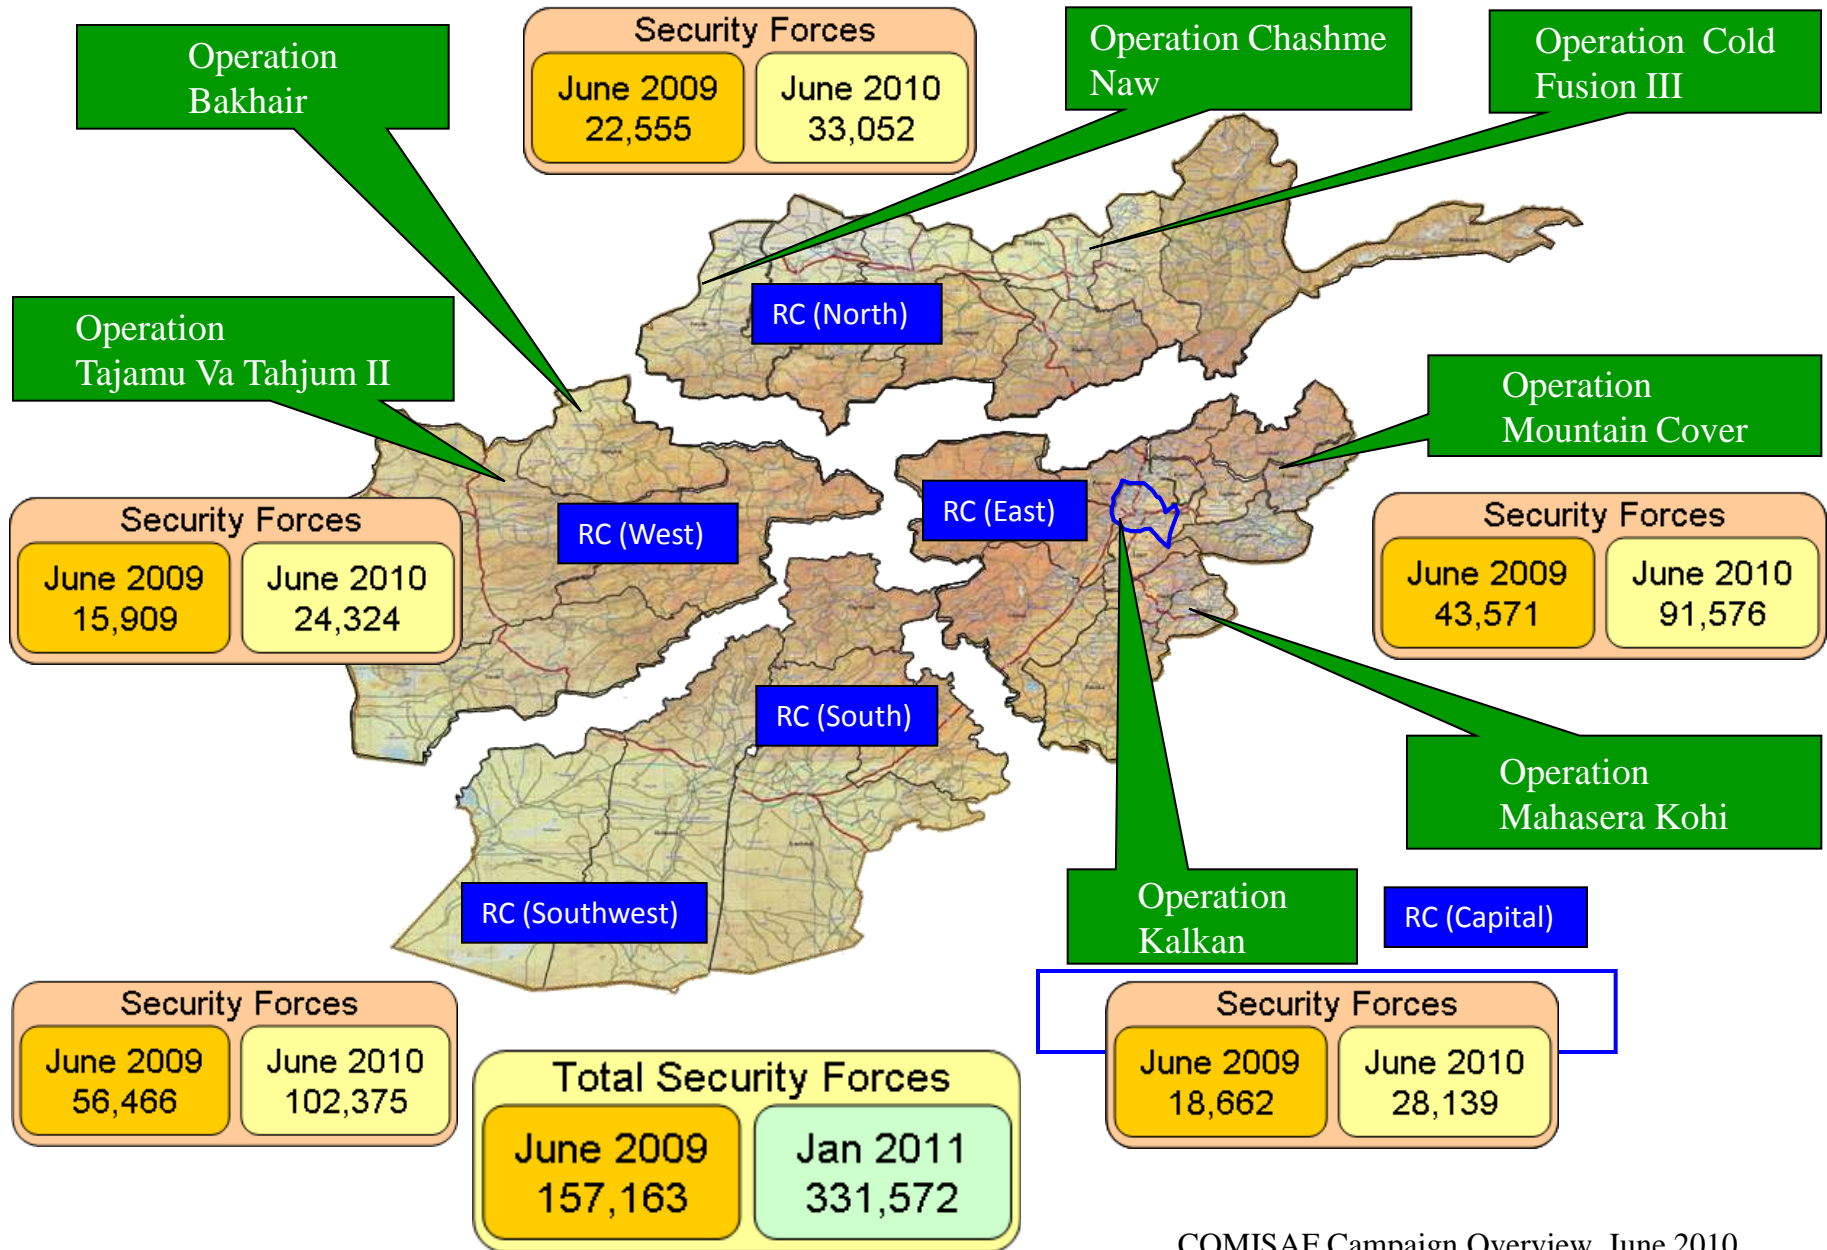 Operation
Bakhair
Security Forces
June 2009
22,555
June 2010
33,052
Operation Chashme
Naw
Operation Cold
Fusion III
Operation
Tajamu Va Tahjum II
RC (North)
Operation
Mountain Cover
Security Forces
June 2009
15,909
June 2010
24,324
RC (West)
RC (East)
Security Forces
June 2009
43,571
June 2010
91,576
RC (South)
Operation
Mahasera Kohi
RC (Southwest)
Operation
Kalkan
RC (Capital)
Security Forces
June 2009
56,466
June 2010
102,375
Total Security Forces
June 2009
157,163
Jan 2011
331,572
Security Forces
June 2009
18,662
June 2010
28,139
COMISAF Campaign Overview, June 2010